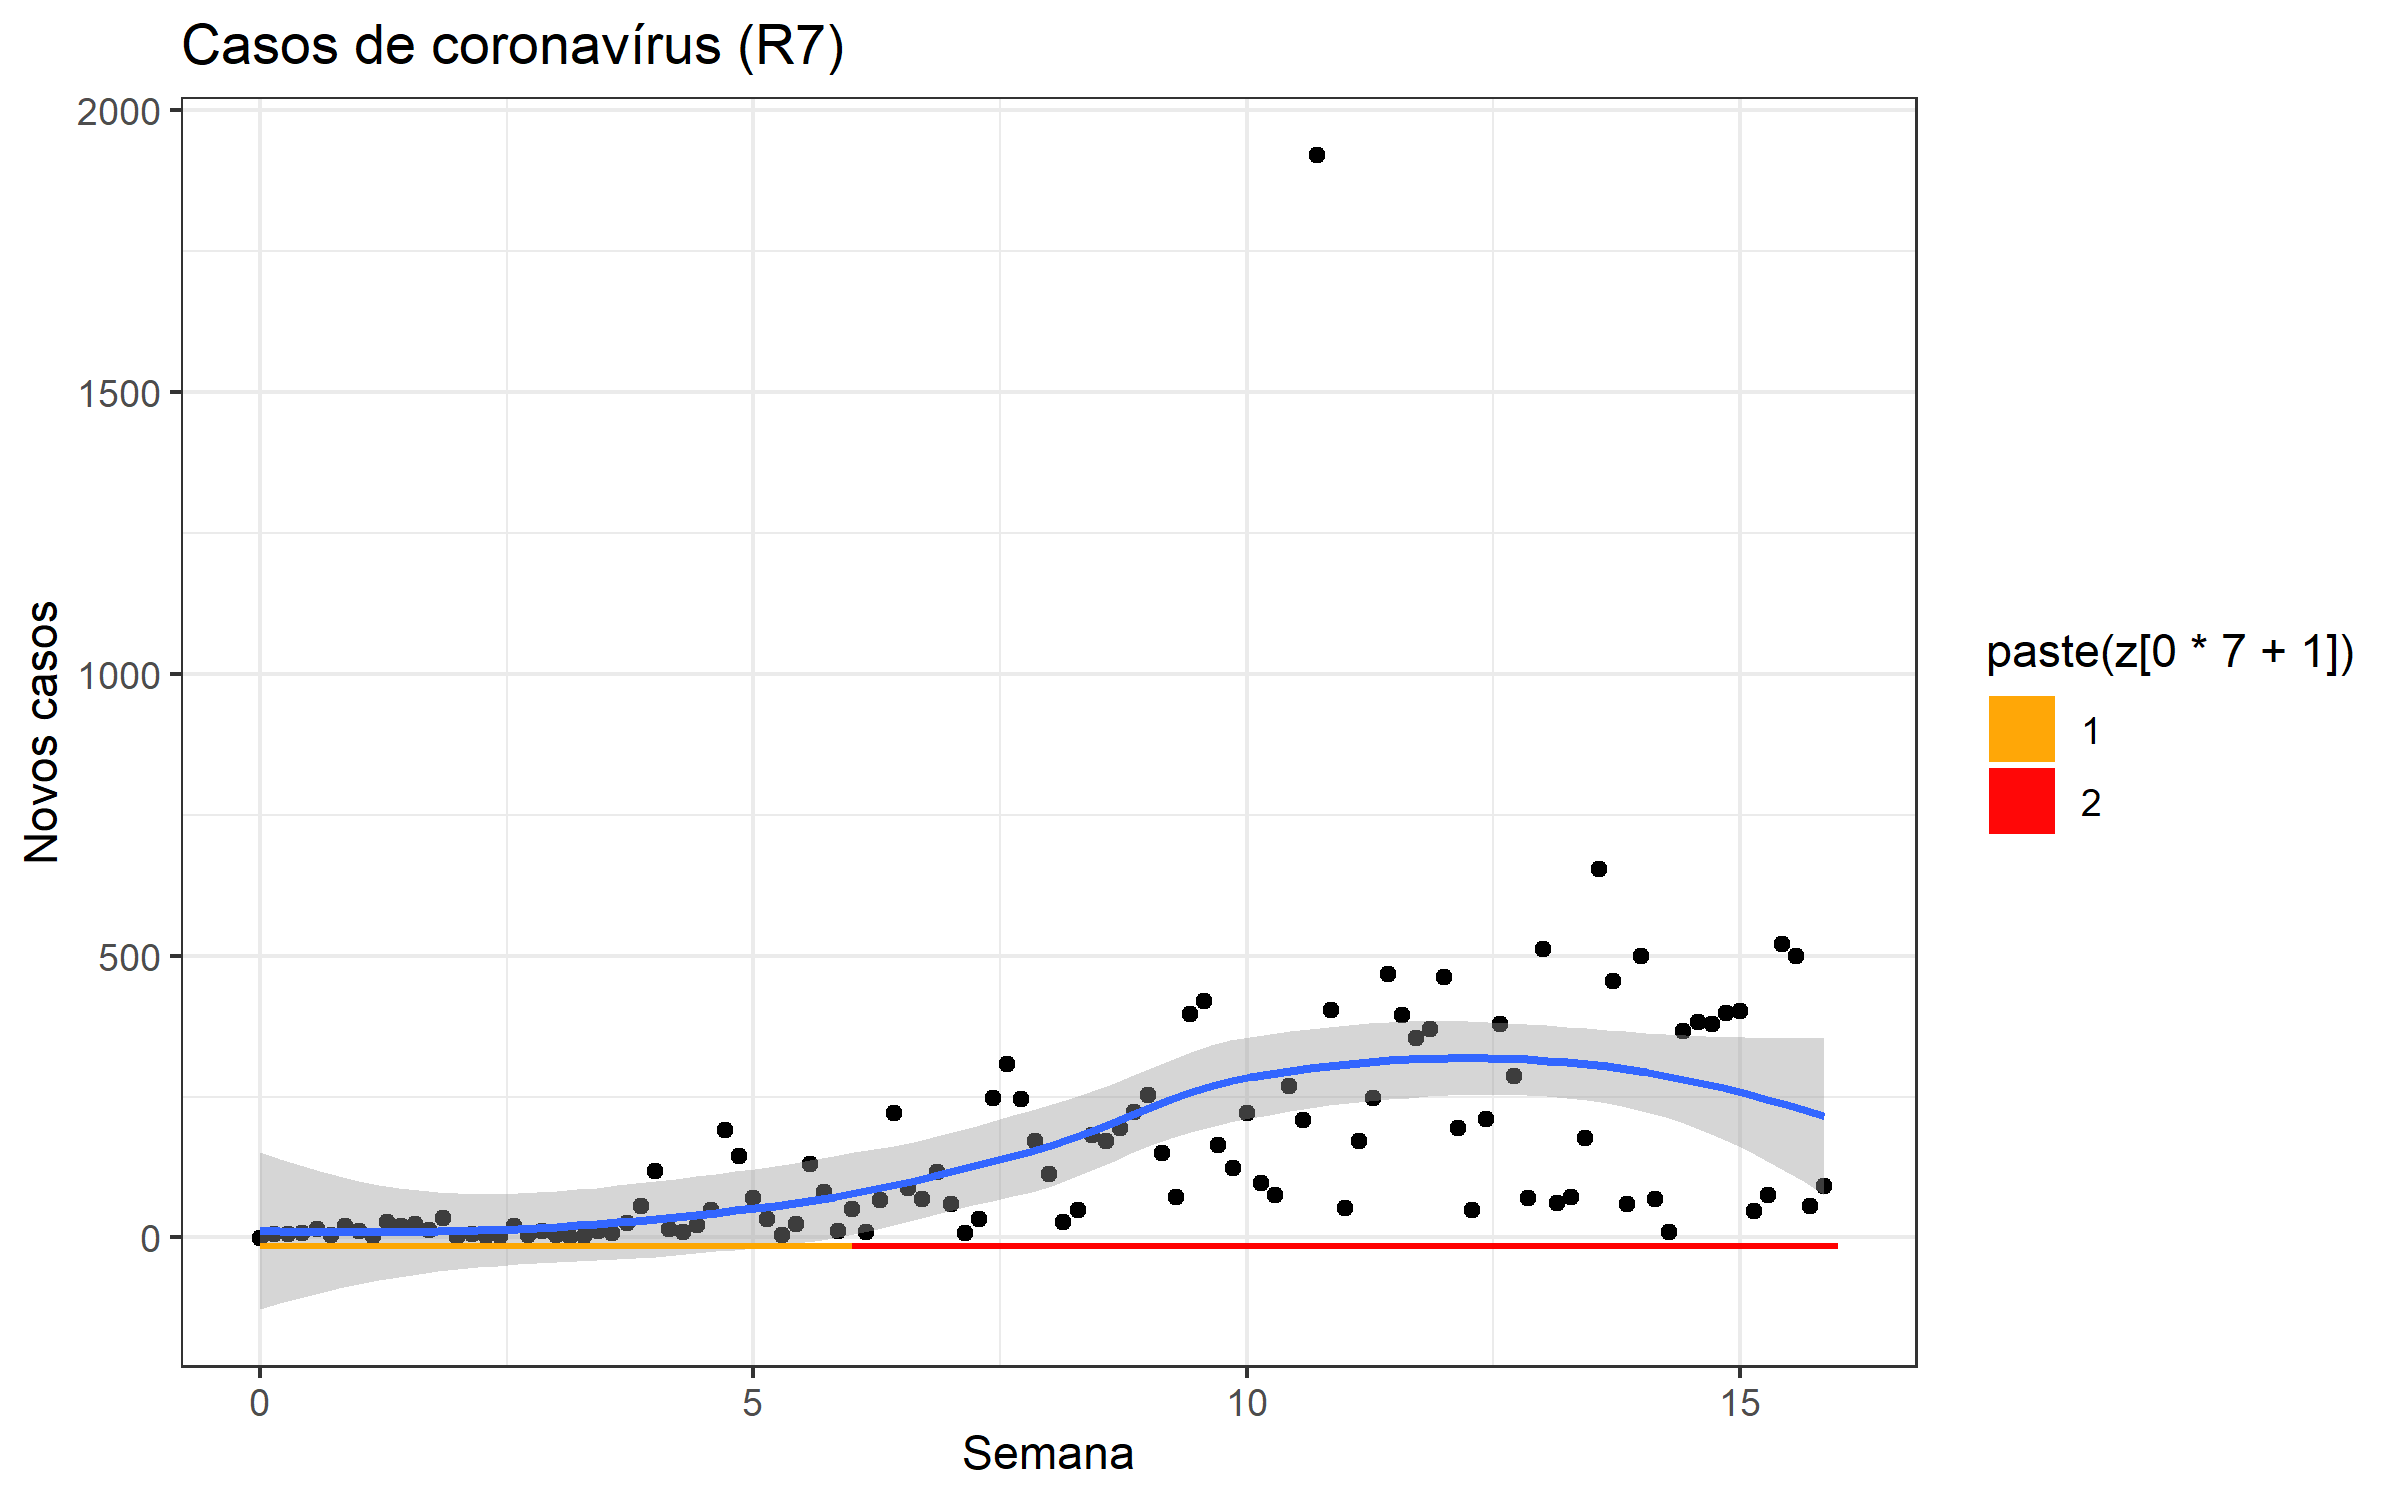 Casos de coronavírus (R7)
2000
1500
1000
500
0
Novos casos
0 5 10 15
Semana
paste(z[0 * 7 + 1])
1
2